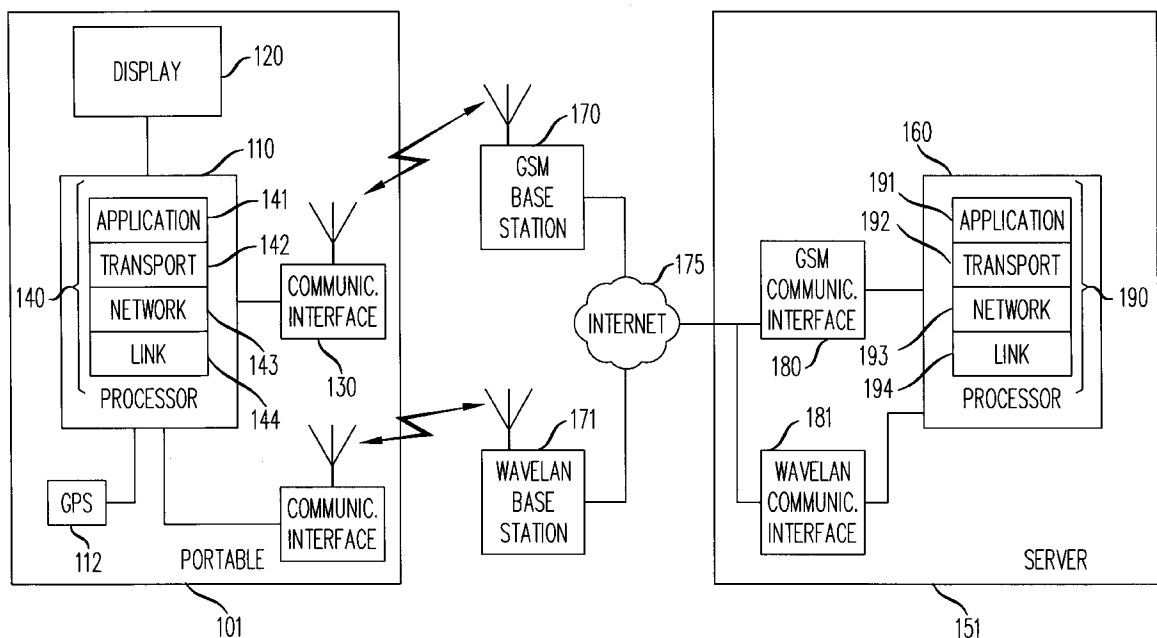 DISPLAY
120
110
APPLICATION
141
TRANSPORT
142
NETWORK
143
LINK
144
140
PROCESSOR
COMMUNIC.
INTERFACE
130
GPS
112
COMMUNIC.
INTERFACE
PORTABLE
101
170
GSM
BASE
STATION
175
INTERNET
171
WAVELAN
BASE
STATION
GSM
COMMUNIC.
INTERFACE
180
181
WAVELAN
COMMUNIC.
INTERFACE
160
191
APPLICATION
192
TRANSPORT
NETWORK
193
LINK
194
190
PROCESSOR
SERVER
151